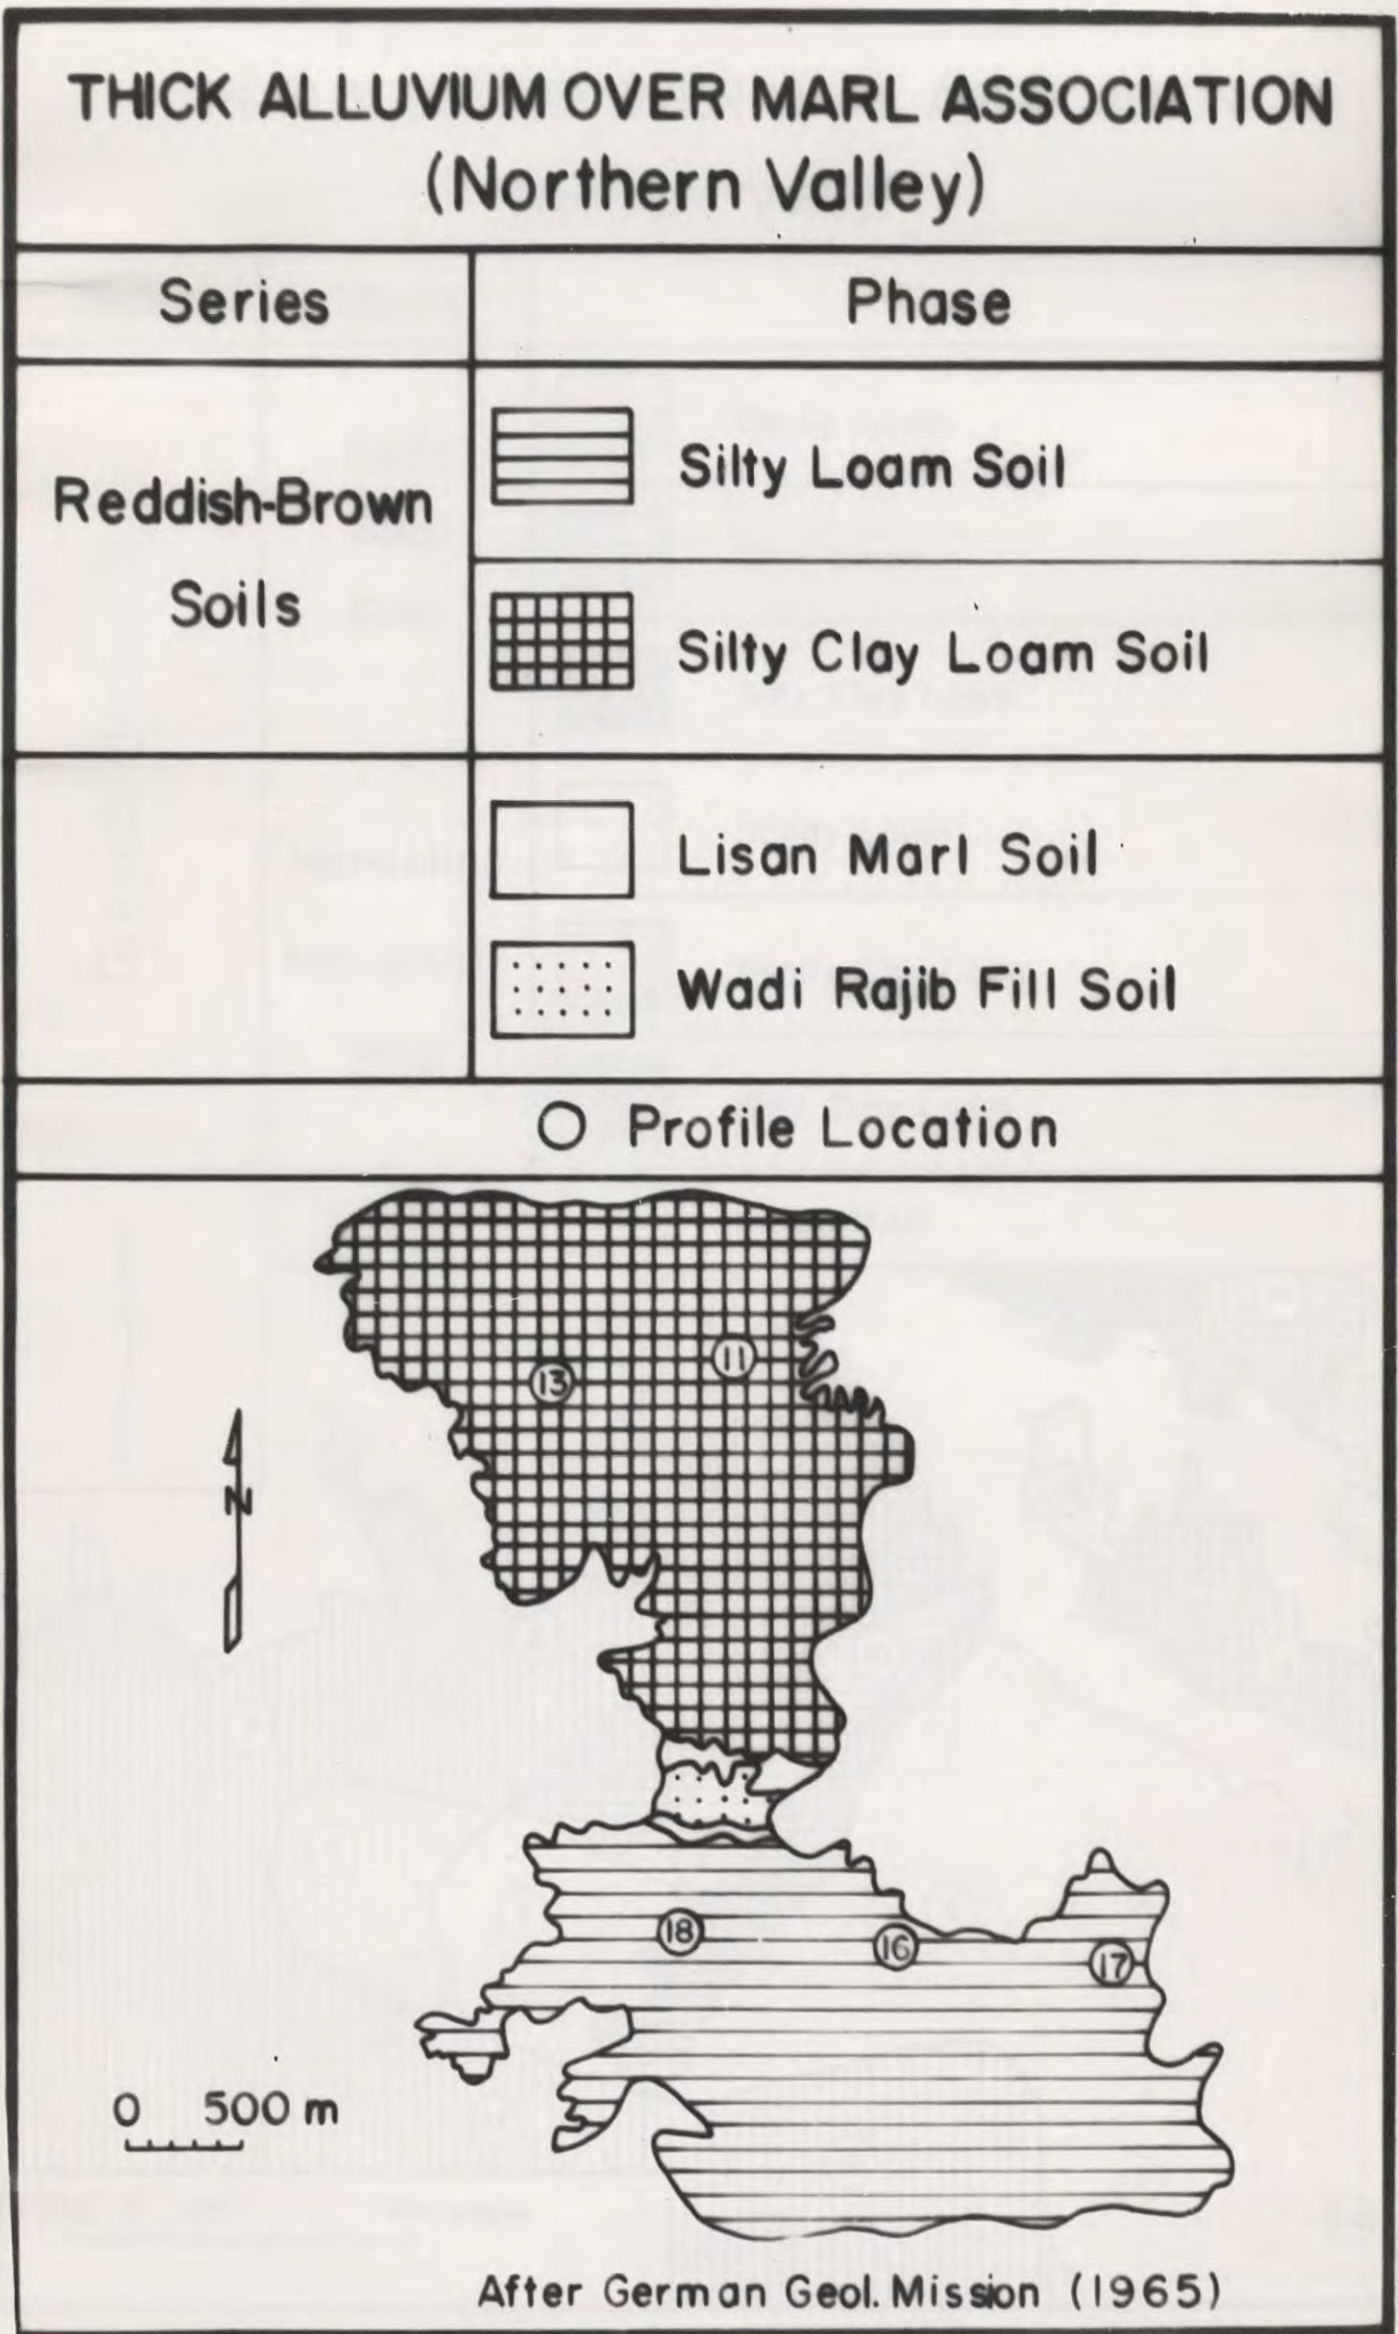 THICK ALLUVIUM OVER MARL ASSOCIATION
(Northern Valley)
Series
Phase
Reddish-Brown
Soils
Silty Loam Soil
Silty Clay Loam Soil
Lisan Marl Soil
Wadi Rajib Fill Soil
Profile Location
11
13
N
18
16
17
0 500 m
After German Geol. Mission (1965)